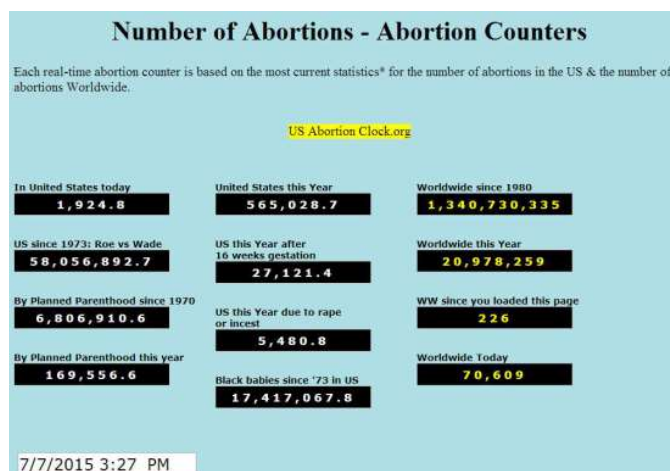 Number of Abortions - Abortion Counters
Each real-time abortion counter is based on the most current statistics* for the number of abortions in the US & the number of
abortions Worldwide.
US Abortion Clock.org
In United States today
1,924.8
US since 1973: Roe vs Wade
58,056,892.7
By Planned Parenthood since 1970
6,806,910.6
By Planned Parenthood this year
169,556.6
United States this Year
565,028.7
US this Year after
16 weeks gestation
27,121.4
US this Year due to rape
or incest
5,480.8
Black babies since '73 in US
17,417,067.8
Worldwide since 1980
1,340,730,335
Worldwide this Year
20,978,259
WW since you loaded this page
226
Worldwide Today
70,609
7/7/2015 3:27 PM